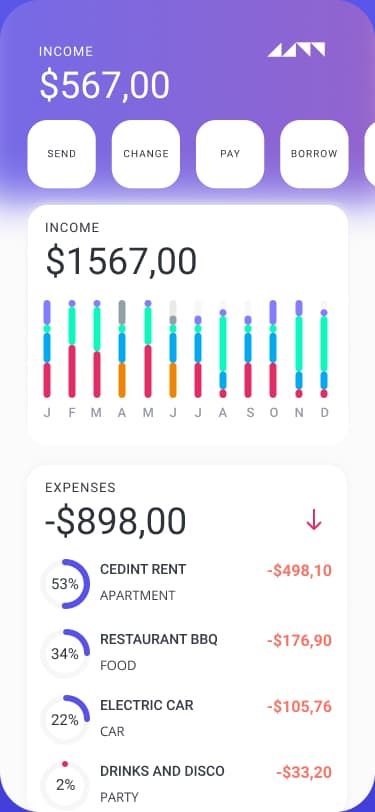 INCOME
$567,00
SEND
CHANGE
PAY
BORROW
INCOME
$1567,00
J F M A M J J A S O N D
EXPENSES
-$898,00
53%
CEDINT RENT
-$498,10
APARTMENT
34%
RESTAURANT BBQ
-$176,90
FOOD
22%
ELECTRIC CAR
-$105,76
CAR
2%
DRINKS AND DISCO
-$33,20
PARTY